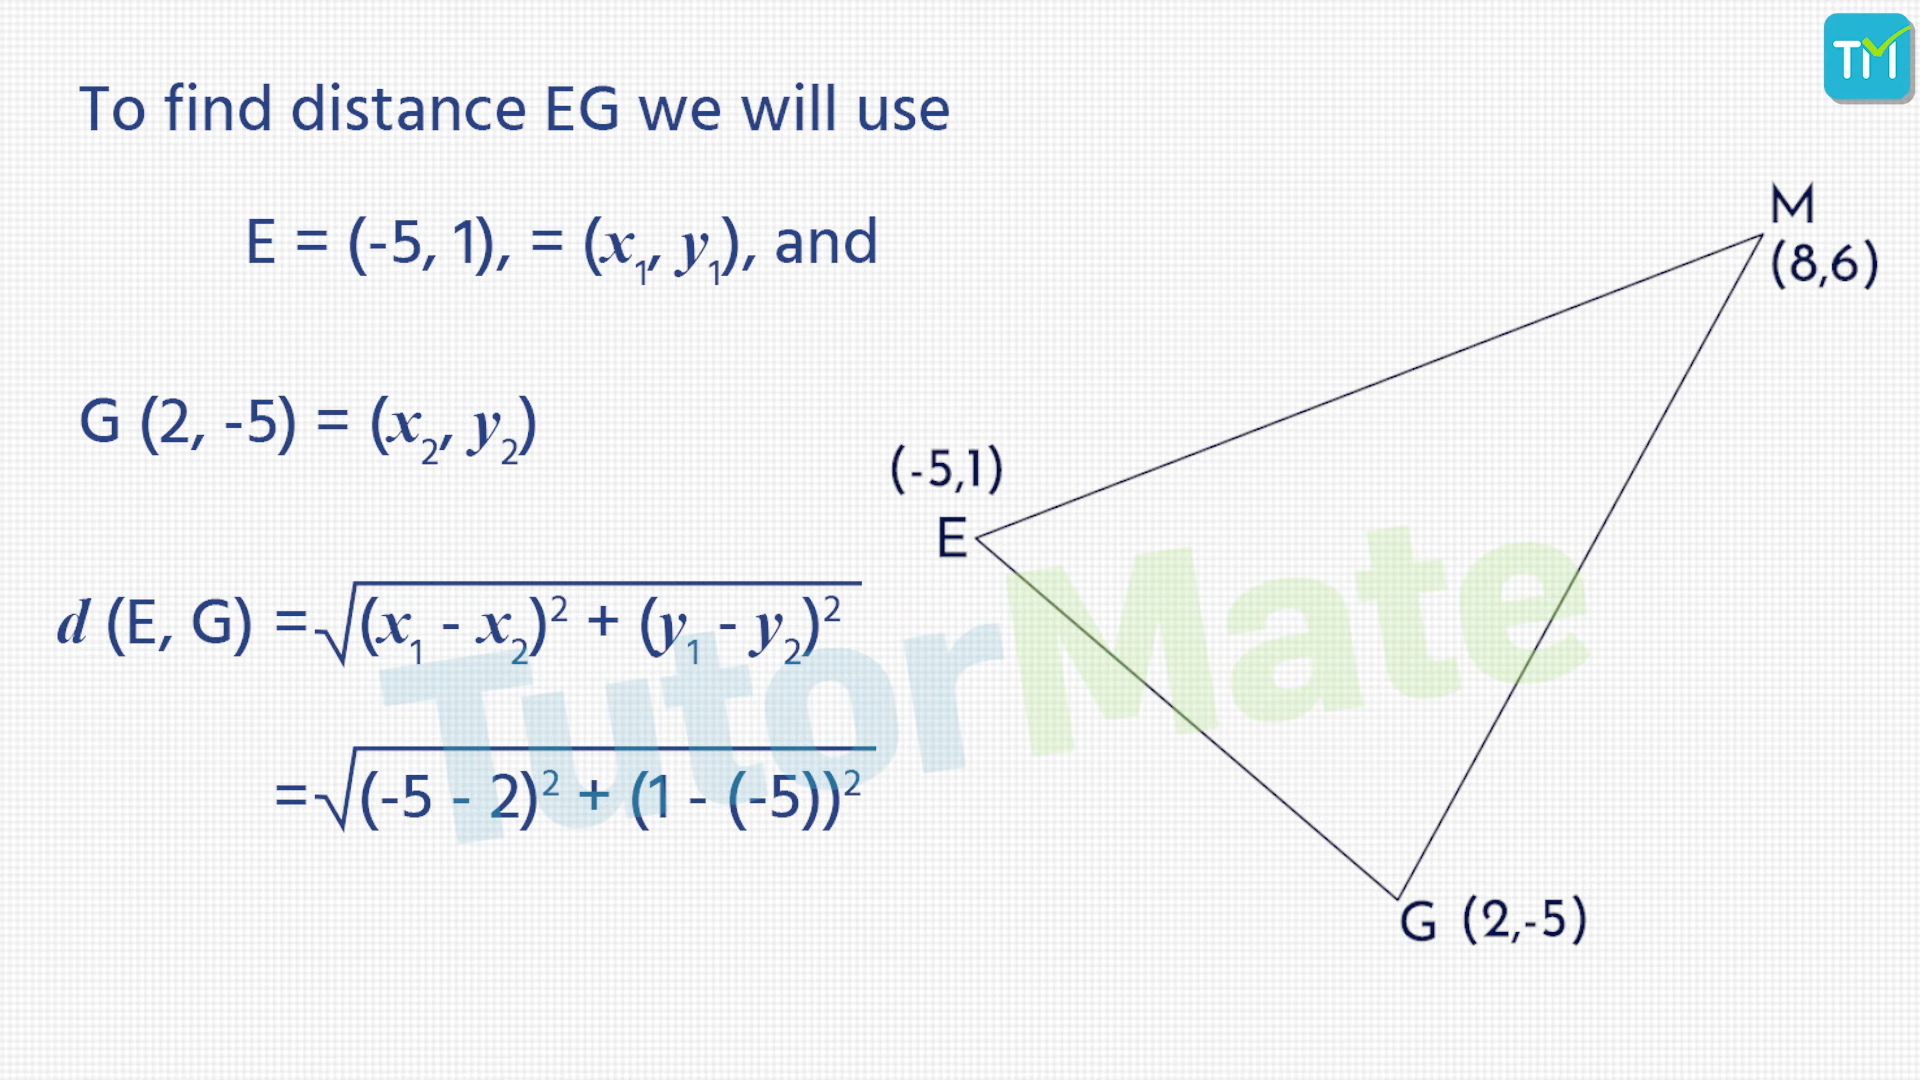 TM
To find distance EG we will use
E = (-5, 1), = (x₁, y₁), and
G (2, -5) = (x₂, y₂)
d (E, G) = √(x₁ - x₂)² + (y₁ - y₂)²
= √(-5 - 2)² + (1 - (-5))²
M
(8,6)
(-5,1)
E
G (2,-5)
TutorMate